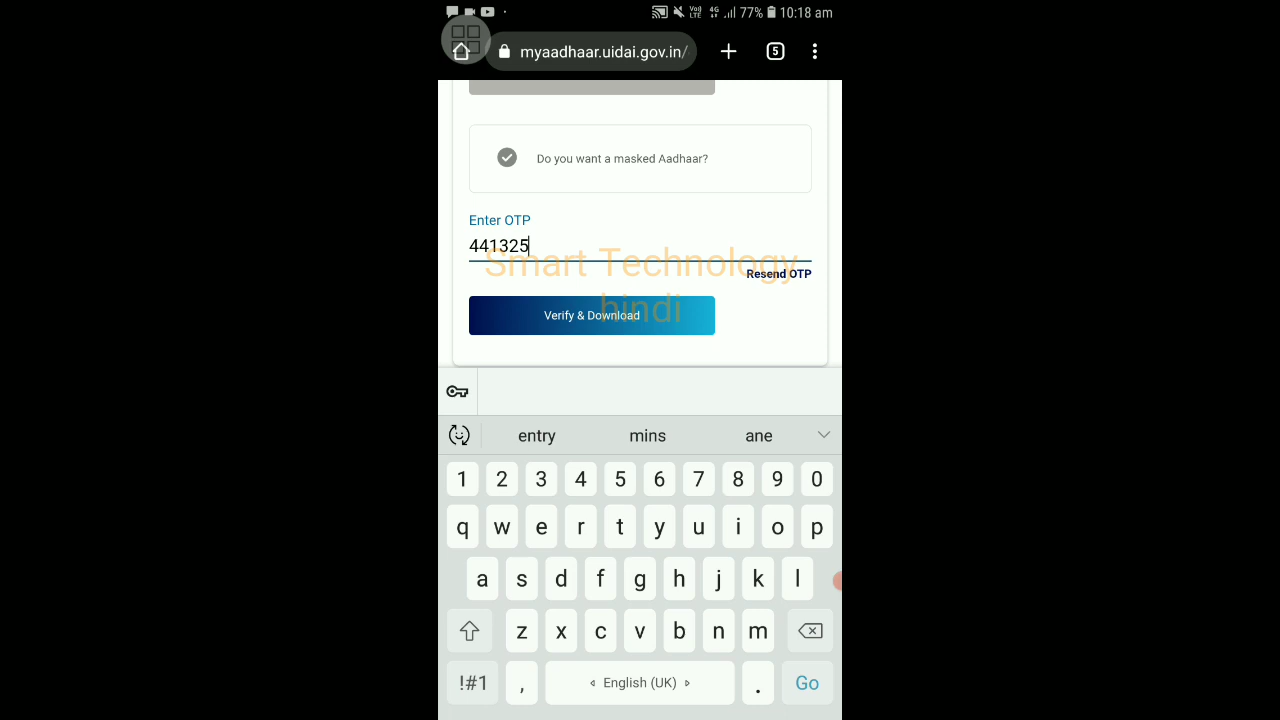 77% 10:18 am
myaadhaar.uidai.gov.in/
5
Do you want a masked Aadhaar?
Enter OTP
441325
Smart Technology
hindi
Resend OTP
Verify & Download
entry mins ane
1 2 3 4 5 6 7 8 9 0
q w e r t y u i o p
a s d f g h j k l
z x c v b n m
!#1 , English (UK) . Go